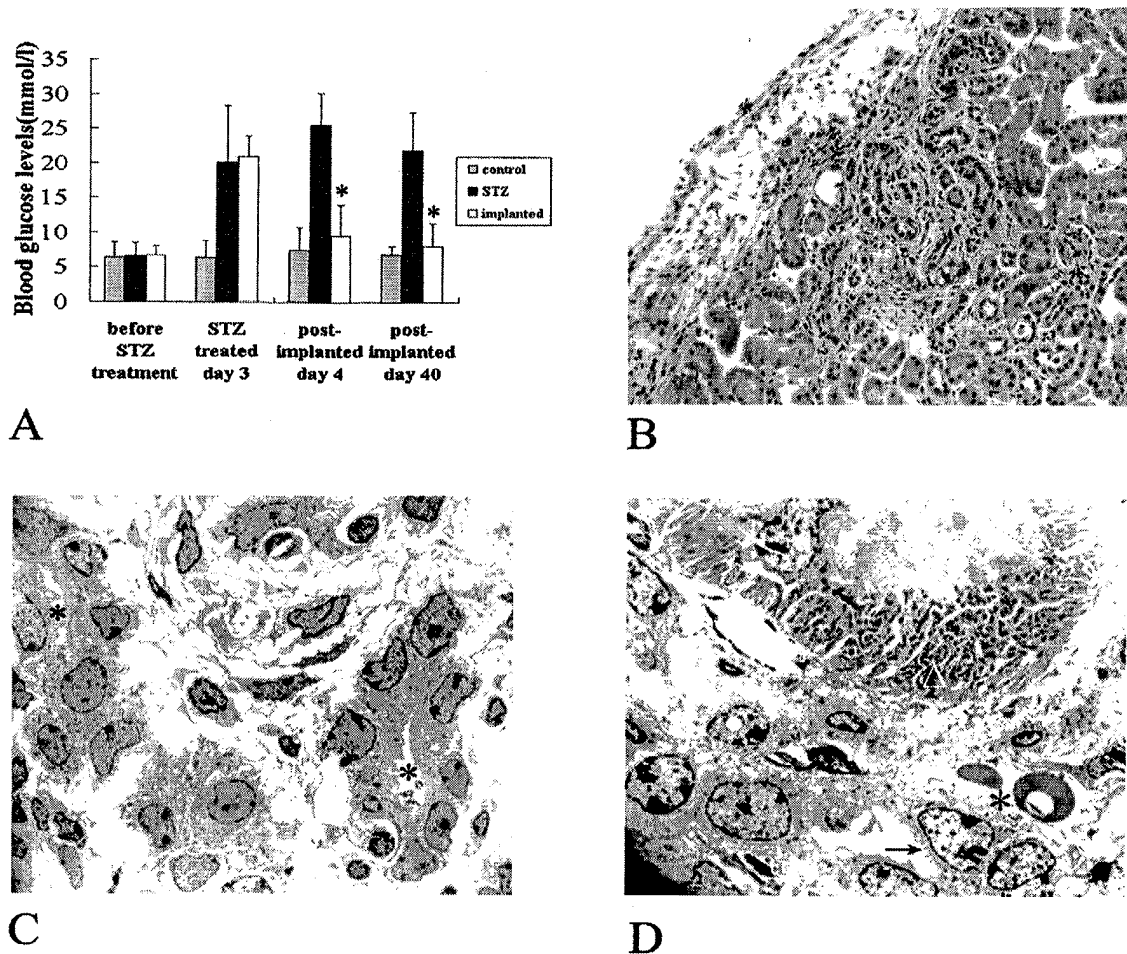 Blood glucose levels(mmol/l)
35
30
25
20
15
10
5
0
*
*
control
STZ
implanted
before
STZ
treatment
STZ
treated
day 3
post-
implanted
day 4
post-
implanted
day 40
A
*
*
B
*
*
C
*
D